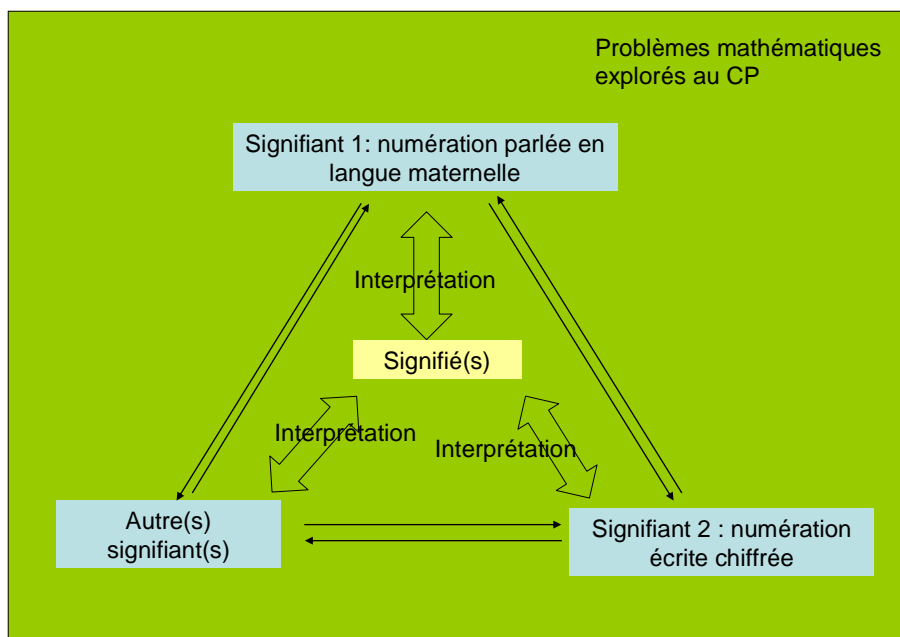 Problèmes mathématiques
explorés au CP
Signifiant 1: numération parlée en
langue maternelle
Interprétation
Signifié(s)
Interprétation
Interprétation
Autre(s)
signifiant(s)
Signifiant 2 : numération
écrite chiffrée